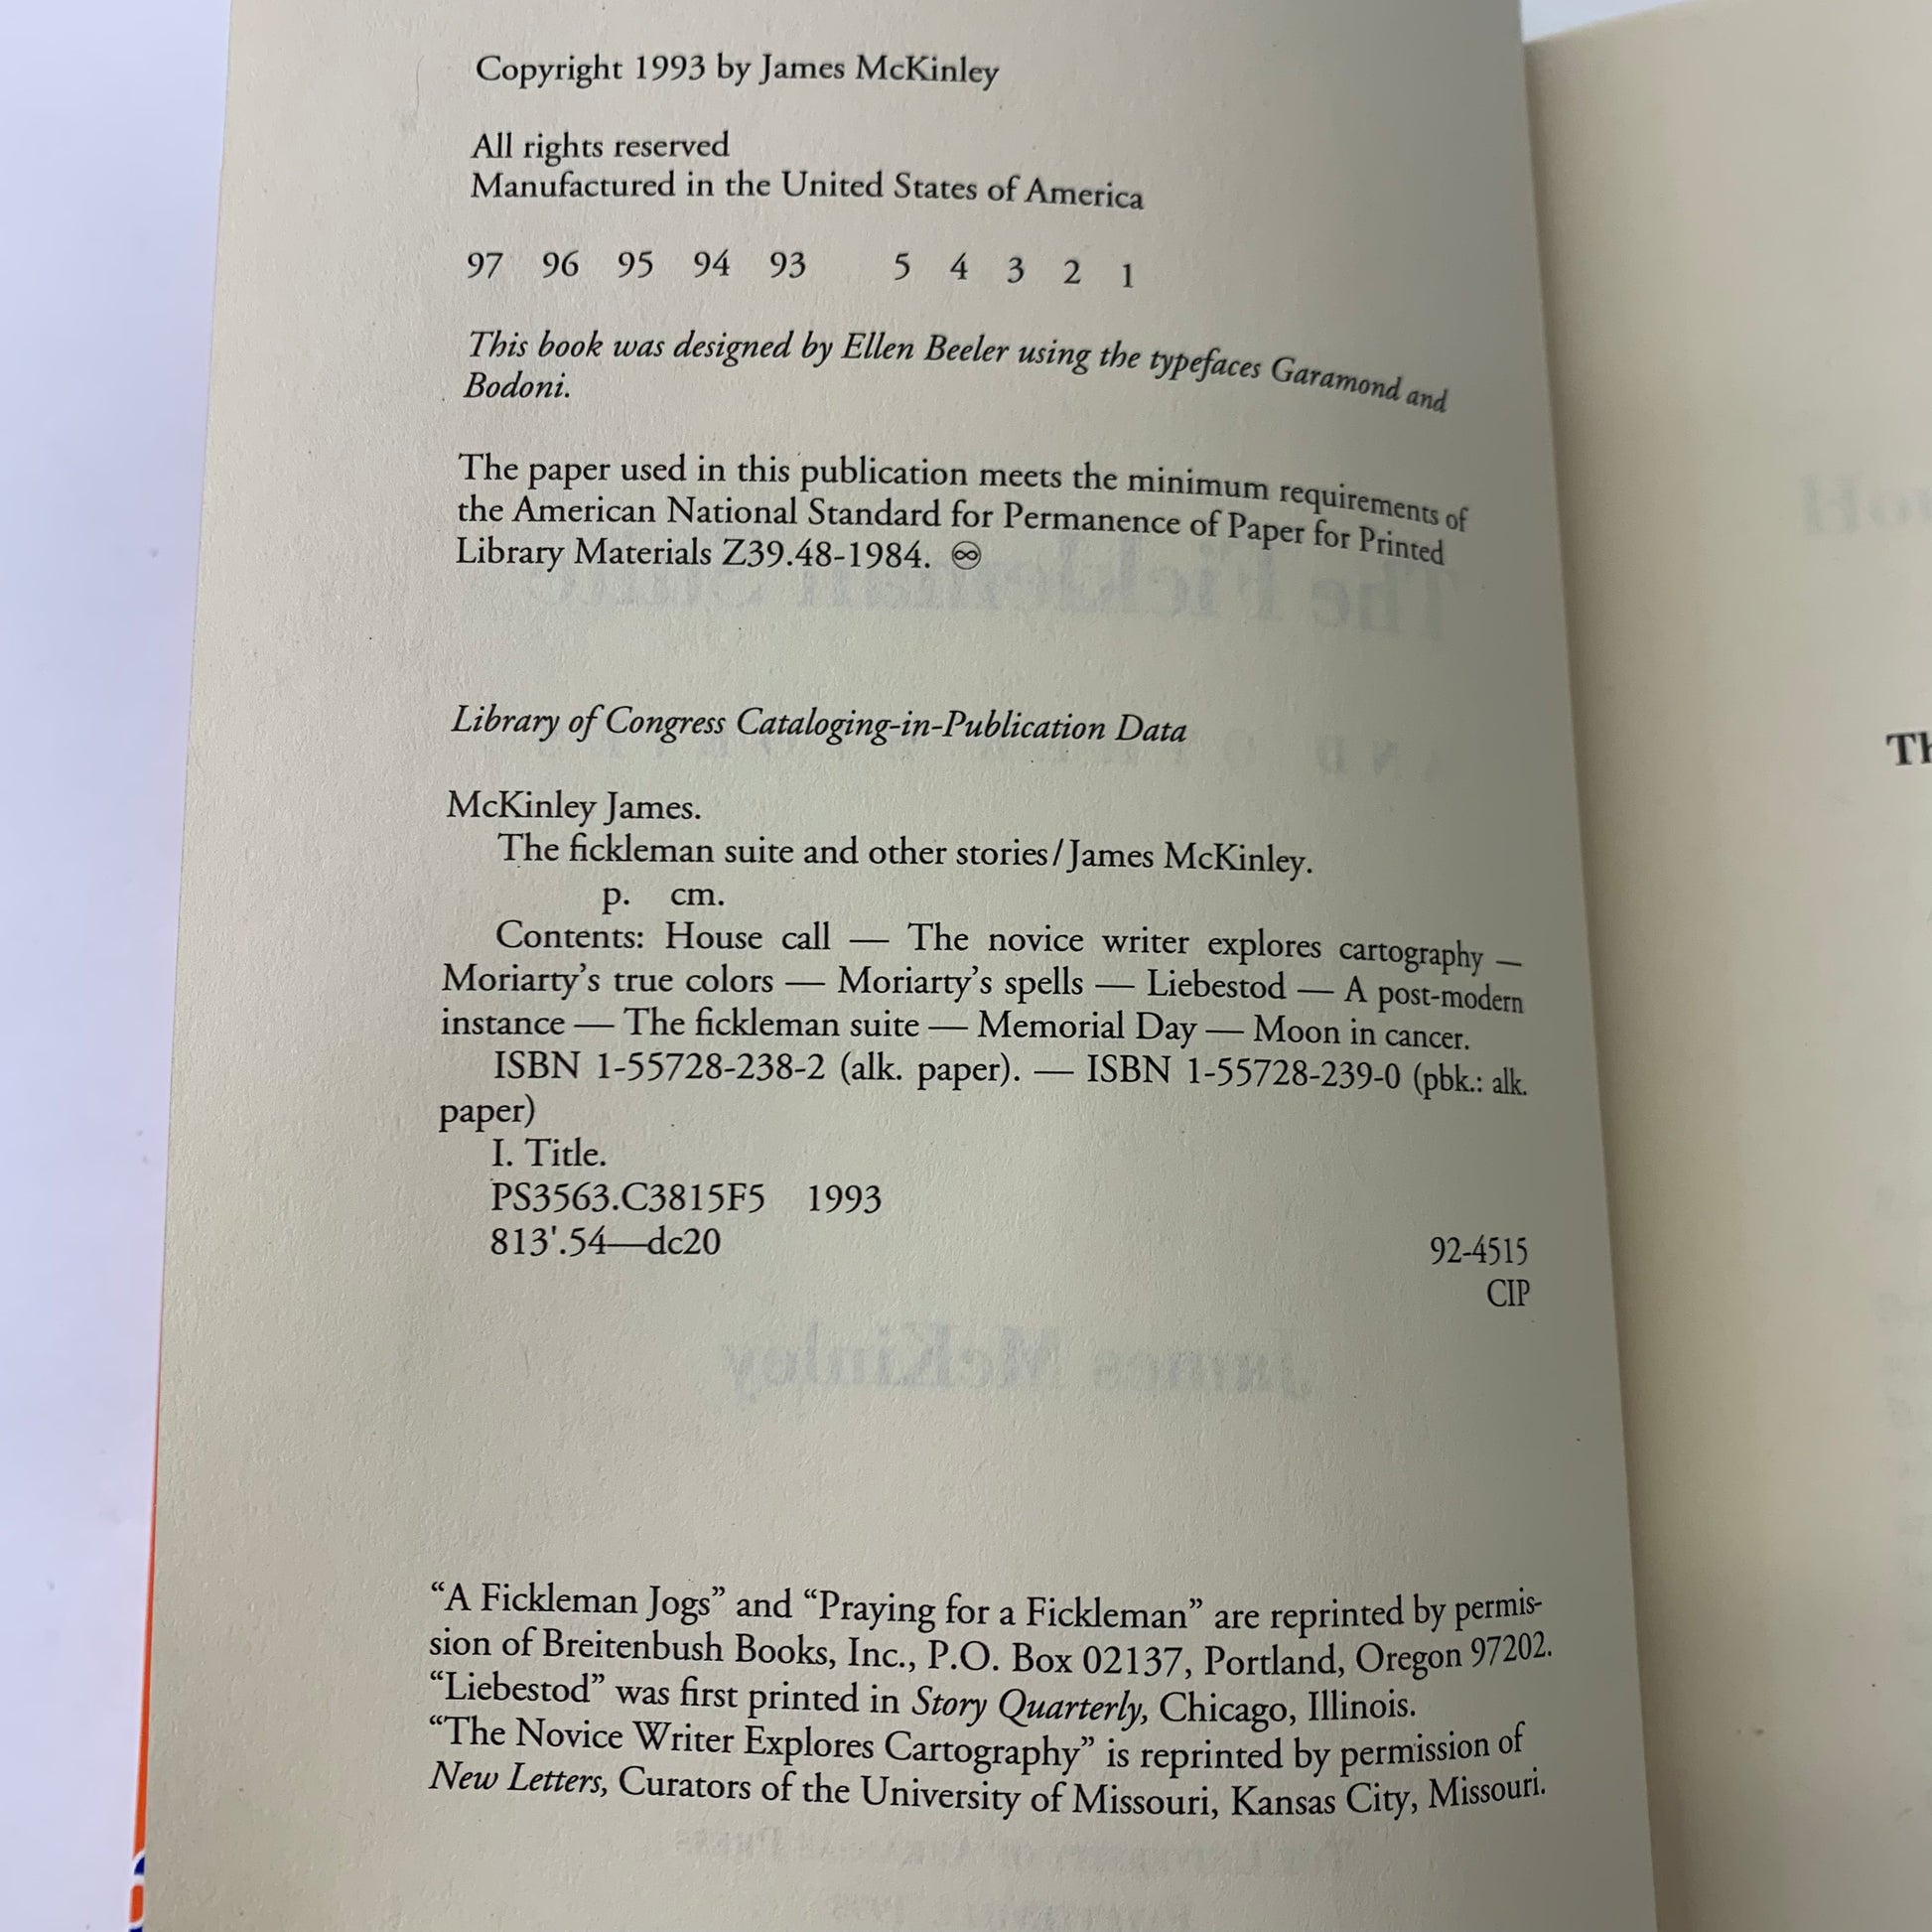 Copyright 1993 by James McKinley
All rights reserved
Manufactured in the United States of America
97 96 95 94 93 5 4 3 2 1
This book was designed by Ellen Beeler using the typefaces Garamond and
Bodoni.
The paper used in this publication meets the minimum requirements of
the American National Standard for Permanence of Paper for Printed
Library Materials Z39.48-1984. ♾
Library of Congress Cataloging-in-Publication Data
McKinley James.
The fickleman suite and other stories/James McKinley.
p. cm.
Contents: House call — The novice writer explores cartography —
Moriarty’s true colors — Moriarty’s spells — Liebestod — A post-modern
instance — The fickleman suite — Memorial Day — Moon in cancer.
ISBN 1-55728-238-2 (alk. paper). — ISBN 1-55728-239-0 (pbk.: alk.
paper)
I. Title.
PS3563.C3815F5 1993
813'.54—dc20
92-4515
CIP
“A Fickleman Jogs” and “Praying for a Fickleman” are reprinted by permis-
sion of Breitenbush Books, Inc., P.O. Box 02137, Portland, Oregon 97202.
“Liebestod” was first printed in Story Quarterly, Chicago, Illinois.
“The Novice Writer Explores Cartography” is reprinted by permission of
New Letters, Curators of the University of Missouri, Kansas City, Missouri.